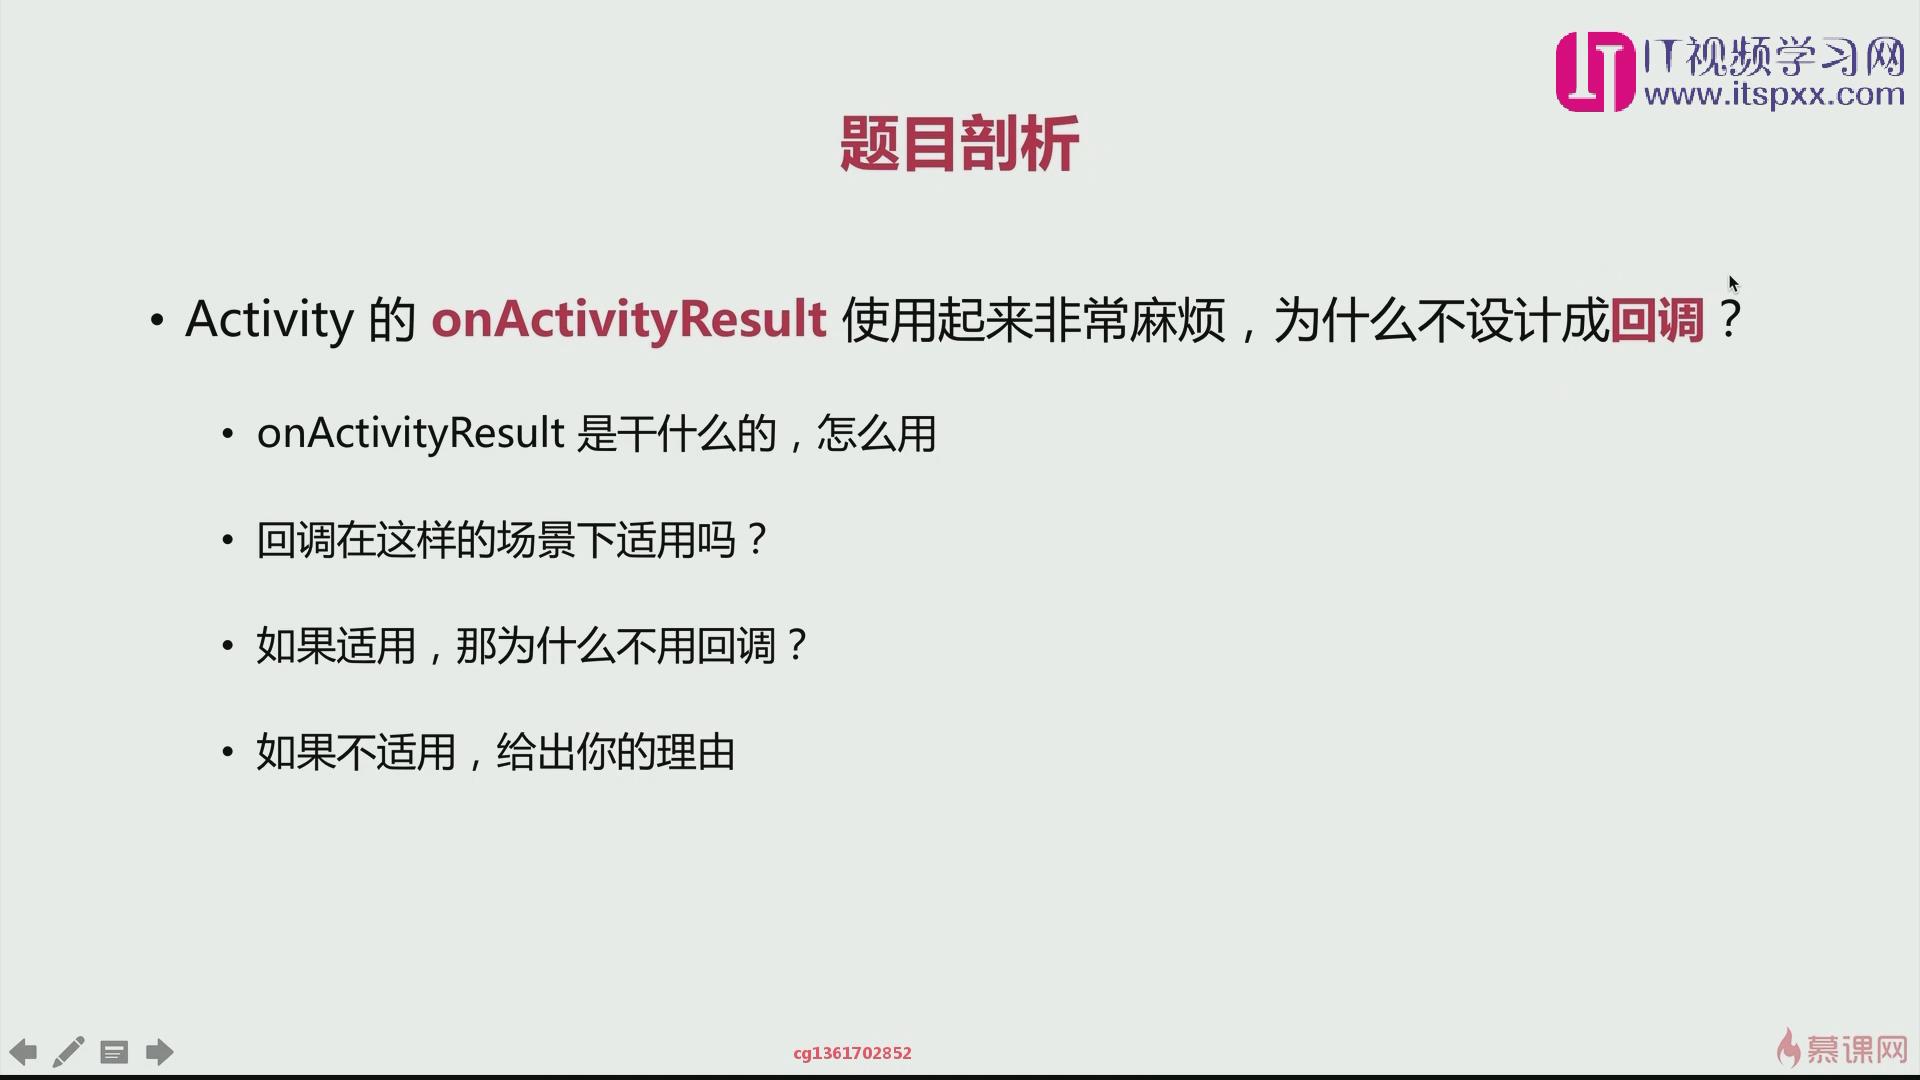 IT视频学习网
www.itspxx.com
题目剖析
• Activity 的 onActivityResult 使用起来非常麻烦，为什么不设计成回调？
• onActivityResult 是干什么的，怎么用
• 回调在这样的场景下适用吗？
• 如果适用，那为什么不用回调？
• 如果不适用，给出你的理由
cg1361702852
慕课网